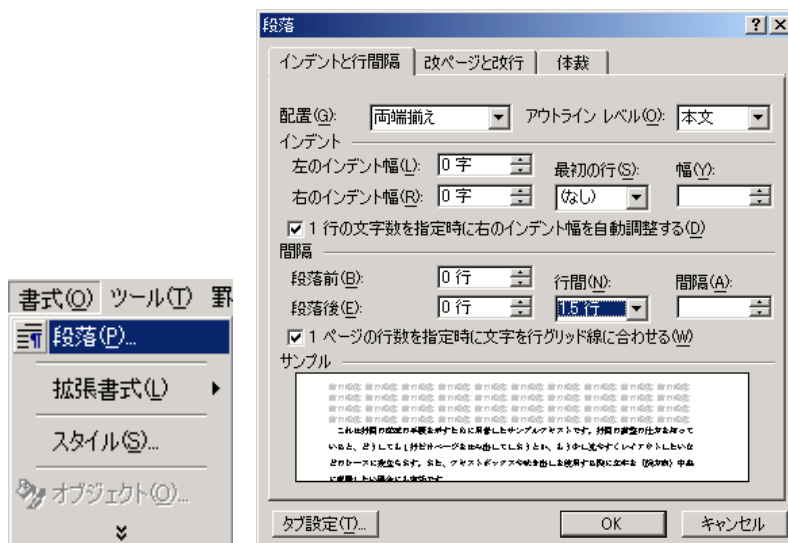 書式(O) ツール(T) 罫
段落(P)...
拡張書式(L)
スタイル(S)...
オブジェクト(O)...
段落
インデントと行間隔 改ページと改行 体裁
配置(G): 両端揃え アウトライン レベル(O): 本文
インデント
左のインデント幅(L): 0 字 最初の行(S): 幅(Y):
右のインデント幅(R): 0 字 (なし)
1 行の文字数を指定時に右のインデント幅を自動調整する(D)
間隔
段落前(B): 0 行 行間(N): 間隔(A):
段落後(E): 0 行 1.5 行
1 ページの行数を指定時に文字を行グリッド線に合わせる(W)
サンプル
タブ設定(T)... OK キャンセル